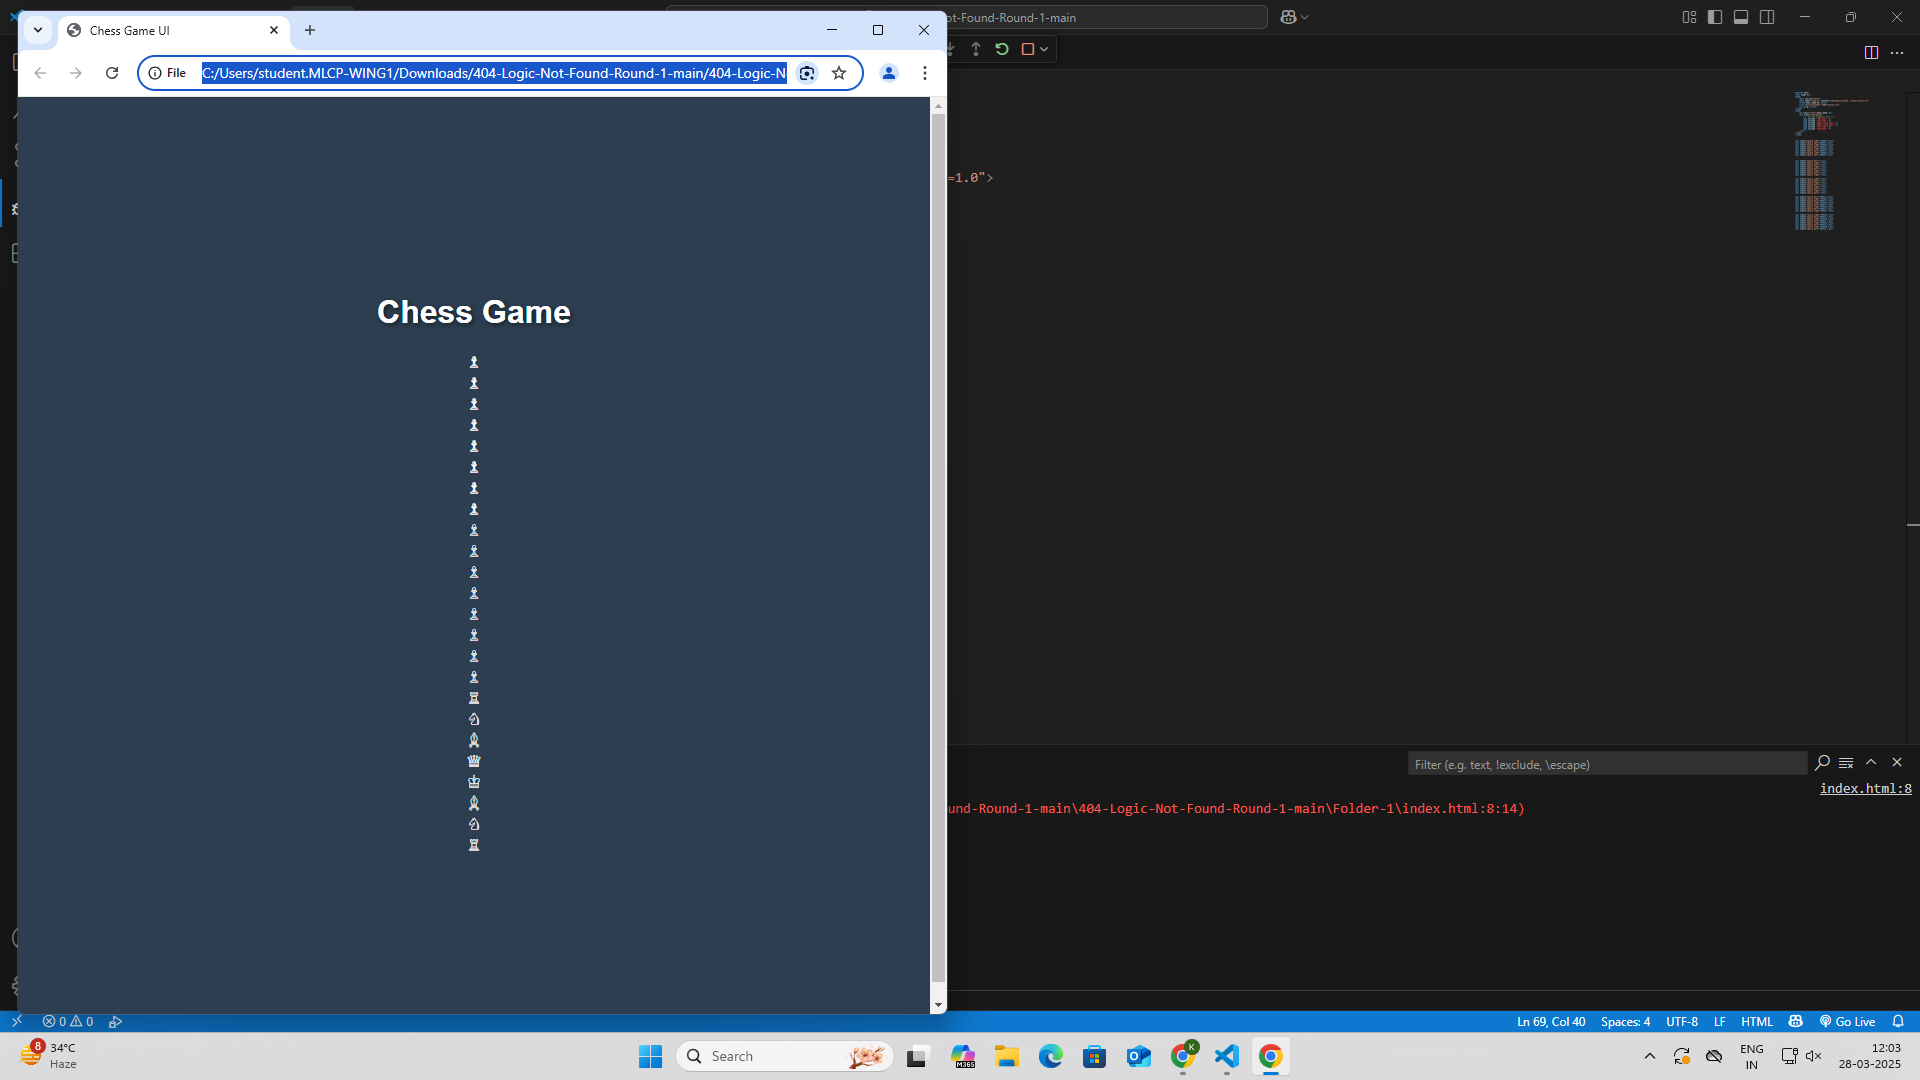 Chess Game UI
ot-Found-Round-1-main
File
C:/Users/student.MLCP-WING1/Downloads/404-Logic-Not-Found-Round-1-main/404-Logic-N
=1.0">
Chess Game
♝
♝
♝
♝
♝
♝
♝
♝
♗
♗
♗
♗
♗
♗
♗
♗
♖
♘
♗
♕
♔
♗
♘
♖
Filter (e.g. text, !exclude, \escape)
index.html:8
und-Round-1-main\404-Logic-Not-Found-Round-1-main\Folder-1\index.html:8:14)
0 0
Ln 69, Col 40
Spaces: 4
UTF-8
LF
HTML
Go Live
8
34°C
Haze
Search
M365
K
ENG
IN
12:03
28-03-2025